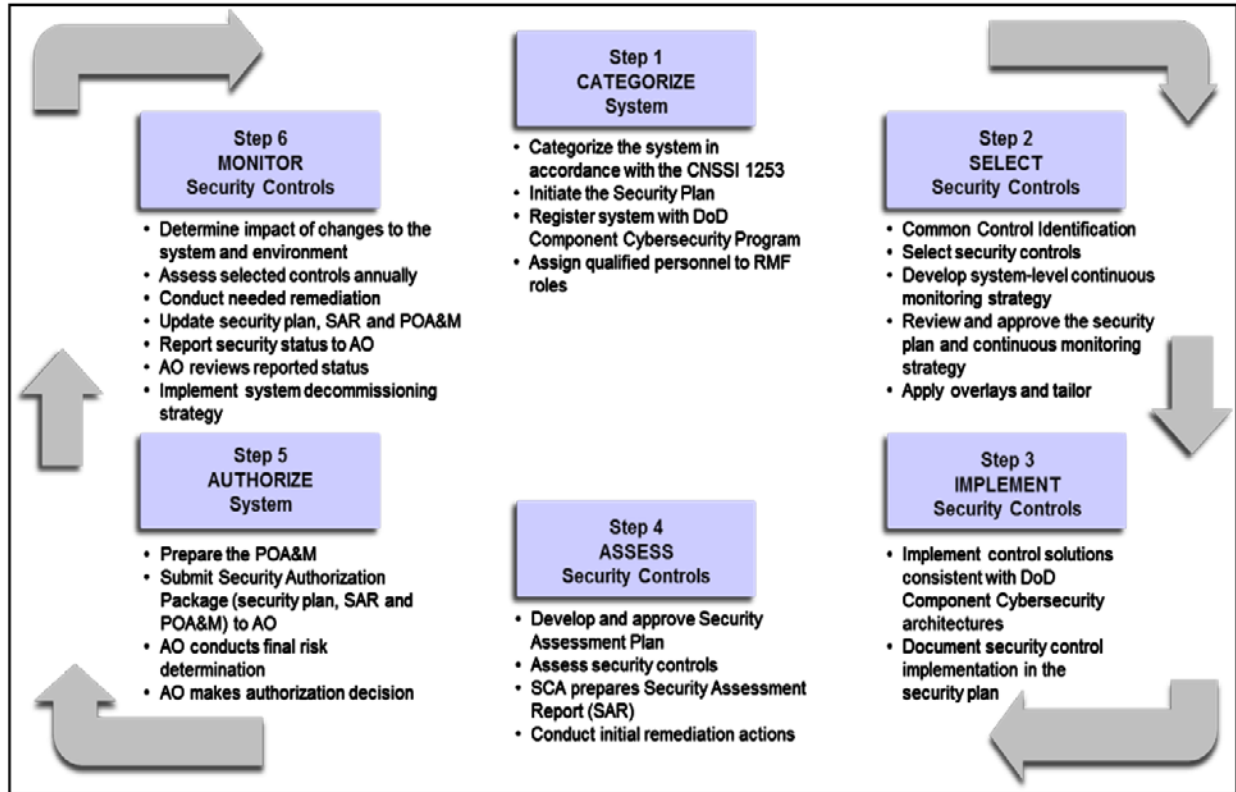 Step 1
CATEGORIZE
System
• Categorize the system in
accordance with the CNSSI 1253
• Initiate the Security Plan
• Register system with DoD
Component Cybersecurity Program
• Assign qualified personnel to RMF
roles
Step 2
SELECT
Security Controls
• Common Control Identification
• Select security controls
• Develop system-level continuous
monitoring strategy
• Review and approve the security
plan and continuous monitoring
strategy
• Apply overlays and tailor
Step 3
IMPLEMENT
Security Controls
• Implement control solutions
consistent with DoD
Component Cybersecurity
architectures
• Document security control
implementation in the
security plan
Step 4
ASSESS
Security Controls
• Develop and approve Security
Assessment Plan
• Assess security controls
• SCA prepares Security Assessment
Report (SAR)
• Conduct initial remediation actions
Step 5
AUTHORIZE
System
• Prepare the POA&M
• Submit Security Authorization
Package (security plan, SAR and
POA&M) to AO
• AO conducts final risk
determination
• AO makes authorization decision
Step 6
MONITOR
Security Controls
• Determine impact of changes to the
system and environment
• Assess selected controls annually
• Conduct needed remediation
• Update security plan, SAR and POA&M
• Report security status to AO
• AO reviews reported status
• Implement system decommissioning
strategy